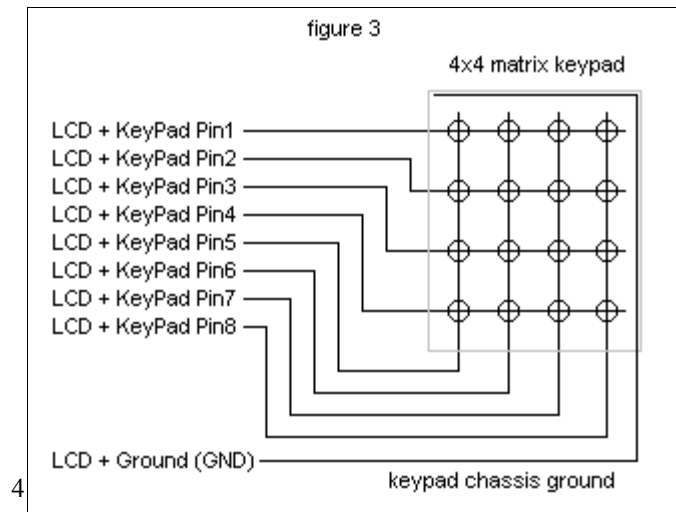 figure 3
4x4 matrix keypad
LCD + KeyPad Pin1
LCD + KeyPad Pin2
LCD + KeyPad Pin3
LCD + KeyPad Pin4
LCD + KeyPad Pin5
LCD + KeyPad Pin6
LCD + KeyPad Pin7
LCD + KeyPad Pin8
LCD + Ground (GND)
keypad chassis ground
4